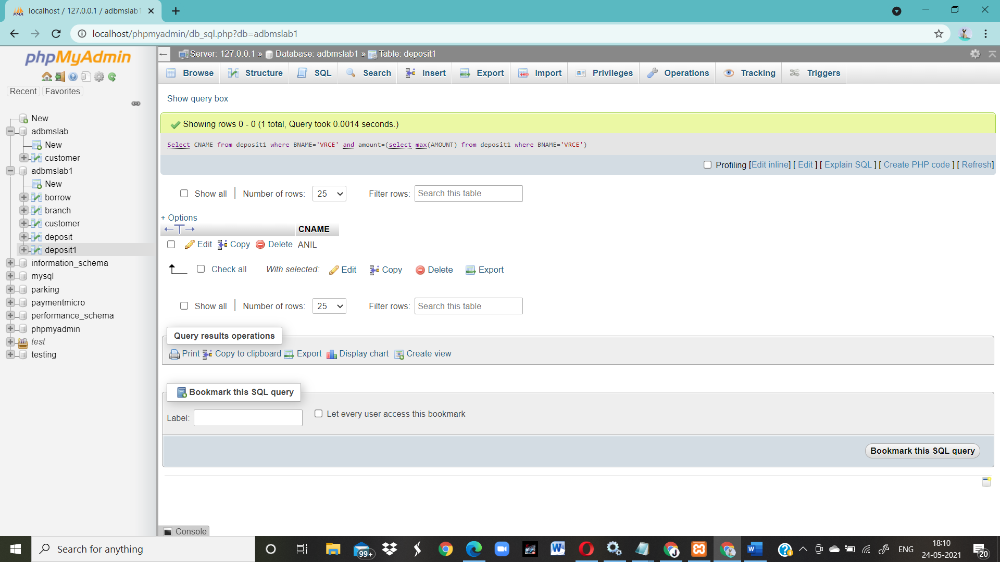 localhost / 127.0.0.1 / adbmslab1
localhost/phpmyadmin/db_sql.php?db=adbmslab1
phpMyAdmin
Recent Favorites
New
adbmslab
New
customer
adbmslab1
New
borrow
branch
customer
deposit
deposit1
information_schema
mysql
parking
paymentmicro
performance_schema
phpmyadmin
test
testing
Server: 127.0.0.1 » Database: adbmslab1 » Table: deposit1
Browse Structure SQL Search Insert Export Import Privileges Operations Tracking Triggers
Show query box
Showing rows 0 - 0 (1 total, Query took 0.0014 seconds.)
Select CNAME from deposit1 where BNAME='VRCE' and amount=(select max(AMOUNT) from deposit1 where BNAME='VRCE')
Profiling [Edit inline] [ Edit ] [ Explain SQL ] [ Create PHP code ] [ Refresh]
Show all Number of rows: 25 Filter rows: Search this table
+ Options
←T→ CNAME
Edit Copy Delete ANIL
Check all With selected: Edit Copy Delete Export
Show all Number of rows: 25 Filter rows: Search this table
Query results operations
Print Copy to clipboard Export Display chart Create view
Bookmark this SQL query
Label: Let every user access this bookmark
Bookmark this SQL query
Console
Search for anything
99+
ENG
18:10
24-05-2021
20